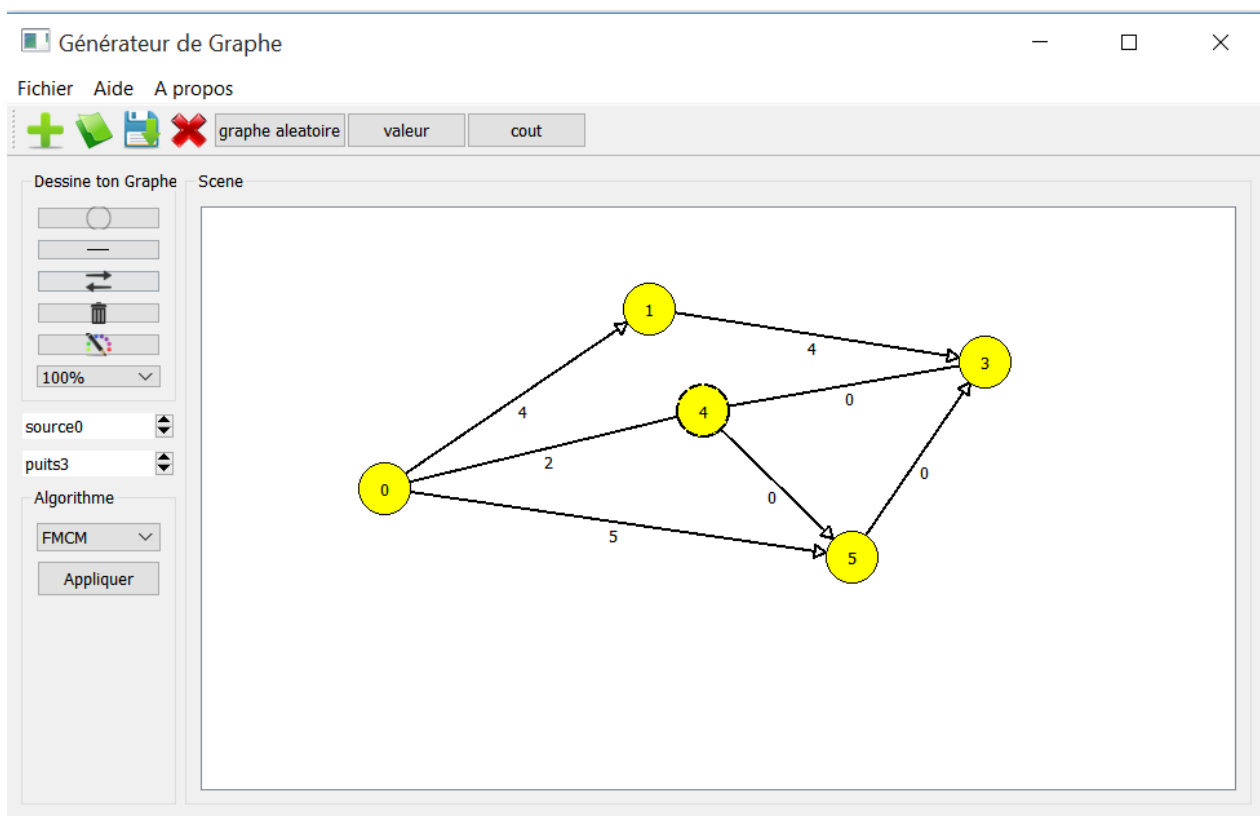 Générateur de Graphe
Fichier Aide A propos
graphe aleatoire valeur cout
Dessine ton Graphe
Scene
1
4
3
4
0
4
2
0
0
0
5
5
100%
source0
puits3
Algorithme
FMCM
Appliquer